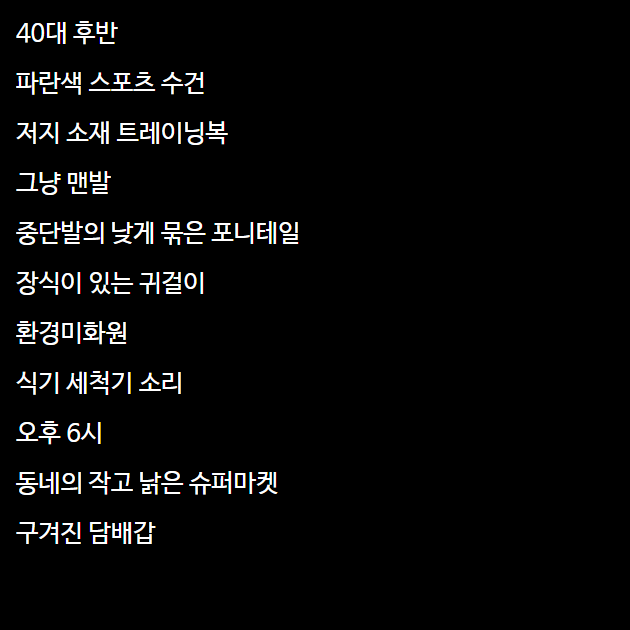 40대 후반
파란색 스포츠 수건
저지 소재 트레이닝복
그냥 맨발
중단발의 낮게 묶은 포니테일
장식이 있는 귀걸이
환경미화원
식기 세척기 소리
오후 6시
동네의 작고 낡은 슈퍼마켓
구겨진 담배갑